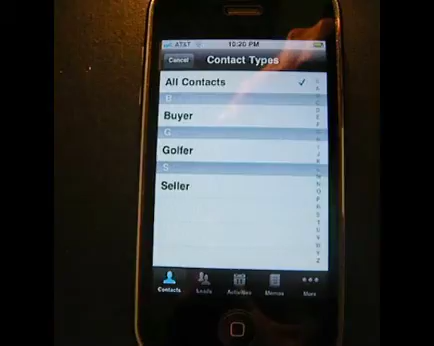 AT&T 10:20 PM
Cancel Contact Types
All Contacts
B
Buyer
G
Golfer
S
Seller
Contacts Leads Activities Memos More